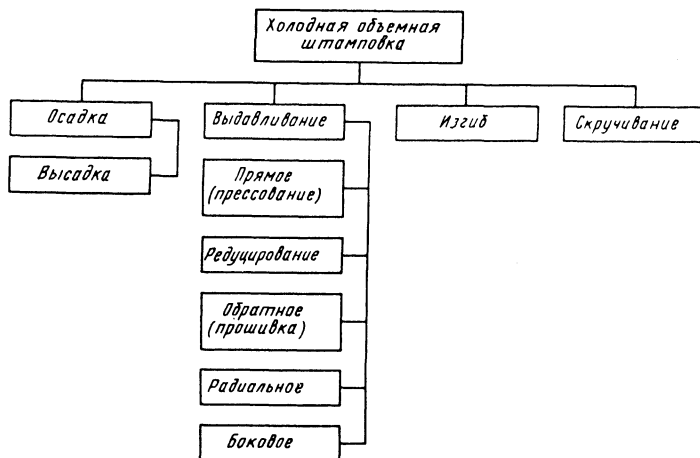 Холодная объемная
штамповка
Осадка
Выдавливание
Изгиб
Скручивание
Высадка
Прямое
(прессование)
Редуцирование
Обратное
(прошивка)
Радиальное
Боковое